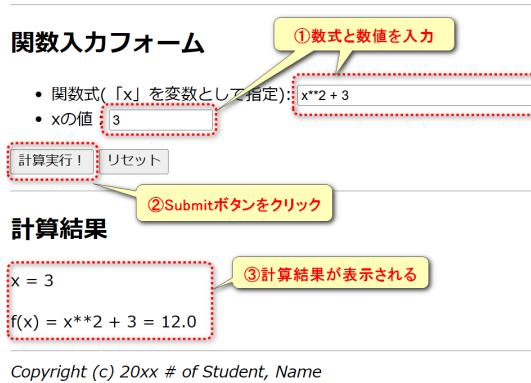 関数入力フォーム
①数式と数値を入力
• 関数式(「x」を変数として指定): x**2 + 3
• xの値: 3
計算実行！ リセット
②Submitボタンをクリック
計算結果
③計算結果が表示される
x = 3
f(x) = x**2 + 3 = 12.0
Copyright (c) 20xx # of Student, Name